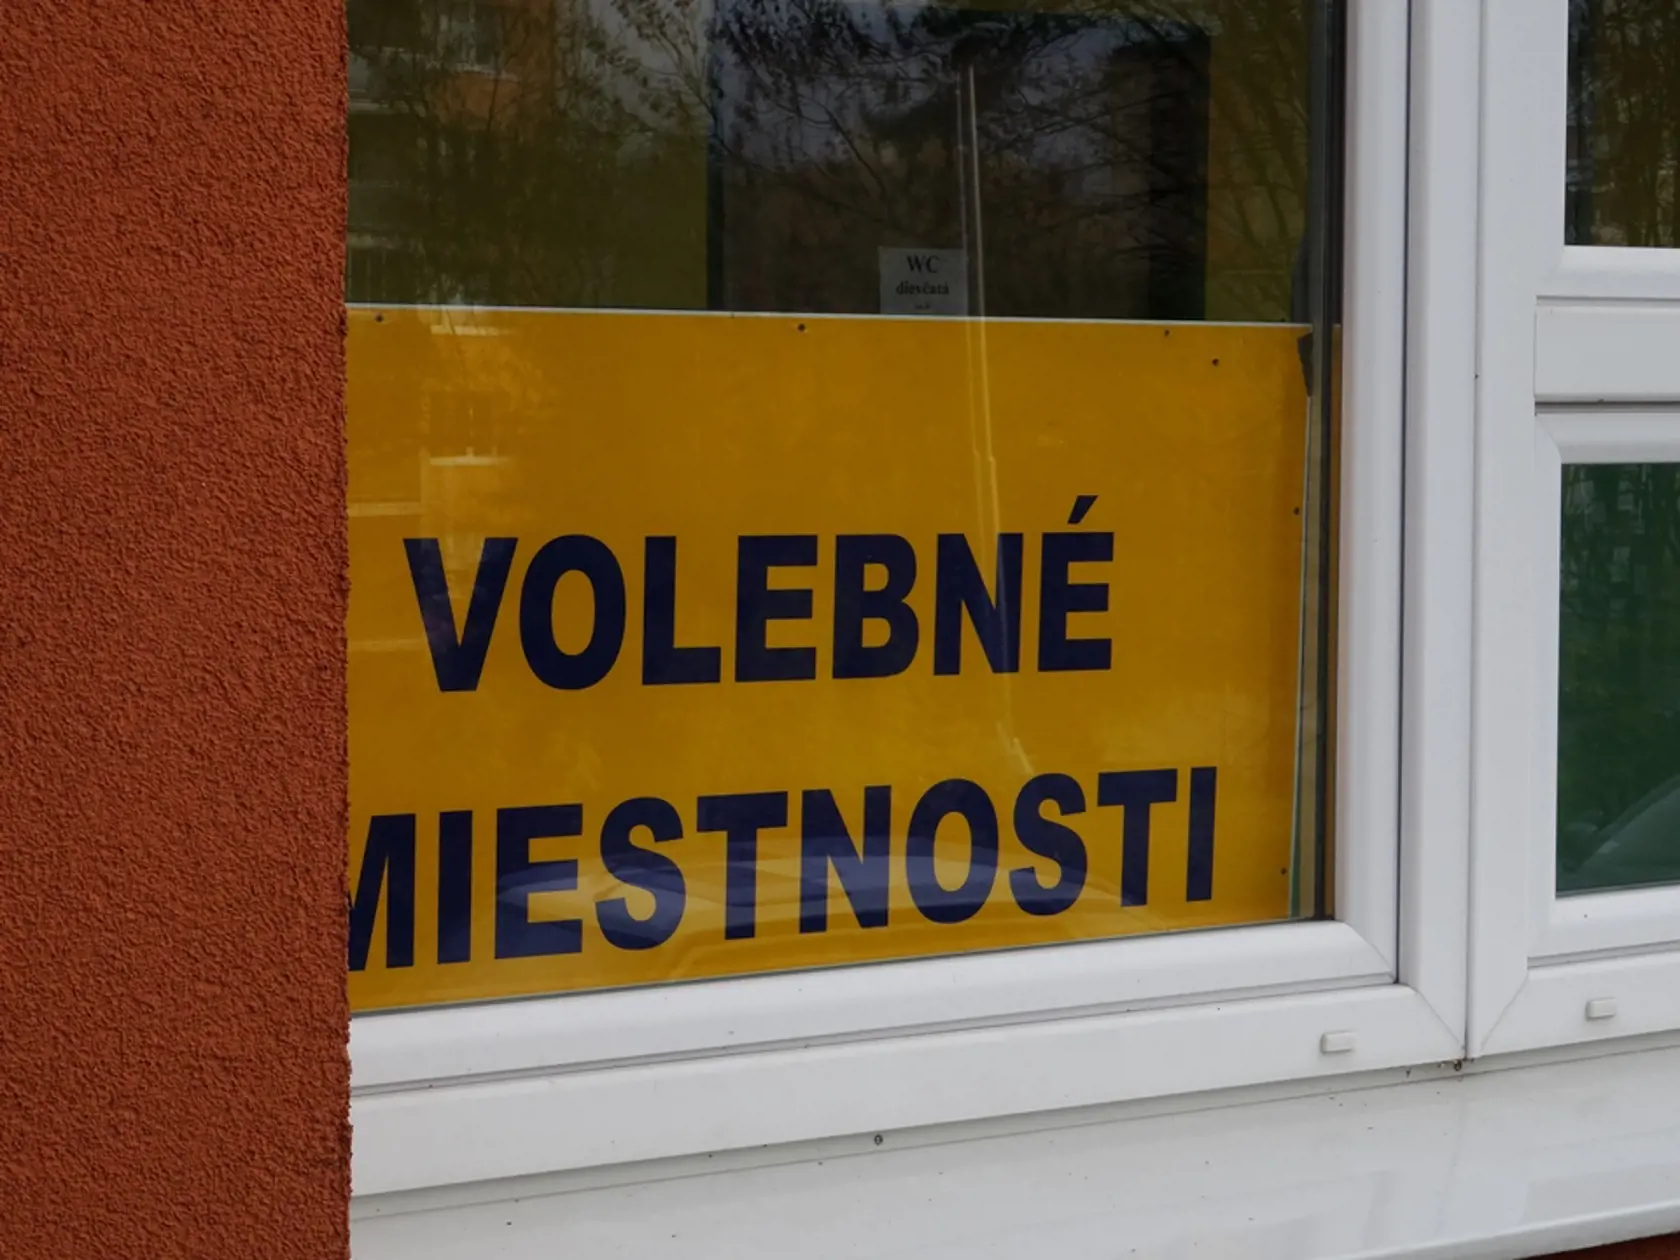 WC
dievčatá
VOLEBNÉ
MIESTNOSTI